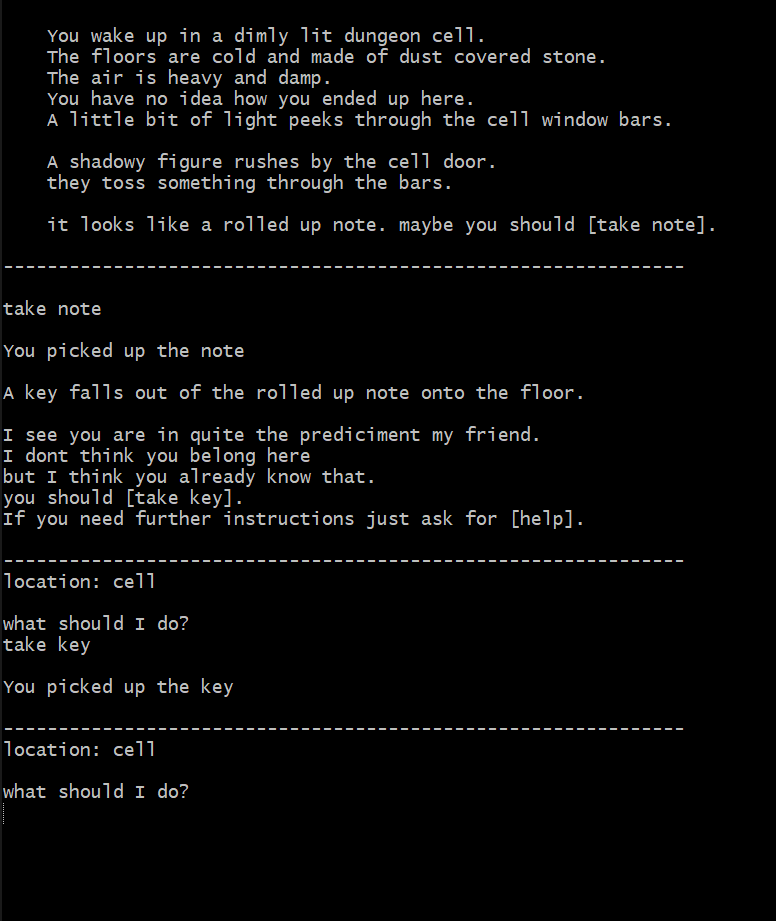 You wake up in a dimly lit dungeon cell.
The floors are cold and made of dust covered stone.
The air is heavy and damp.
You have no idea how you ended up here.
A little bit of light peeks through the cell window bars.
A shadowy figure rushes by the cell door.
they toss something through the bars.
it looks like a rolled up note. maybe you should [take note].
---------------------------------------------------------------
take note
You picked up the note
A key falls out of the rolled up note onto the floor.
I see you are in quite the prediciment my friend.
I dont think you belong here
but I think you already know that.
you should [take key].
If you need further instructions just ask for [help].
---------------------------------------------------------------
location: cell
what should I do?
take key
You picked up the key
---------------------------------------------------------------
location: cell
what should I do?